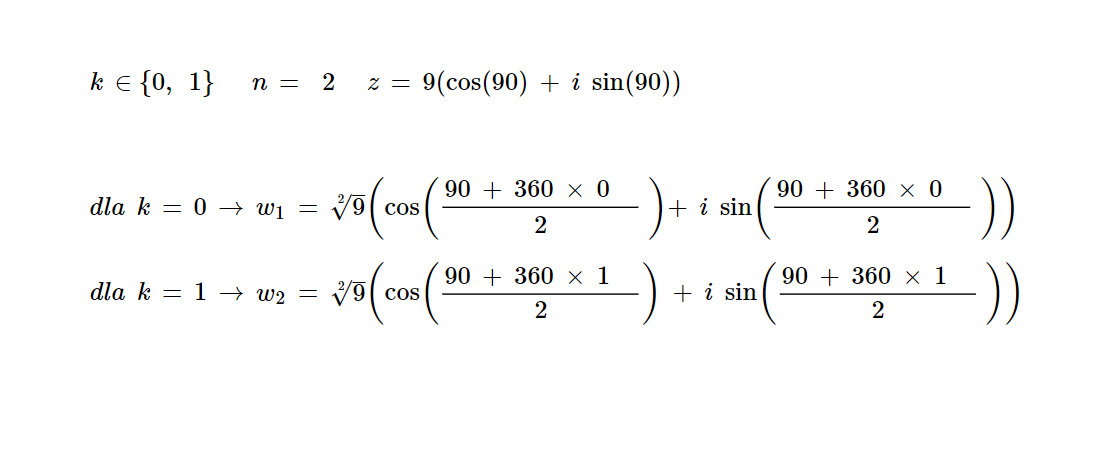 k ∈ {0, 1} n = 2 z = 9(cos(90) + i sin(90))
dla k = 0 → w₁ = ²√9(cos((90 + 360 × 0)/2) + i sin((90 + 360 × 0)/2))
dla k = 1 → w₂ = ²√9(cos((90 + 360 × 1)/2) + i sin((90 + 360 × 1)/2))